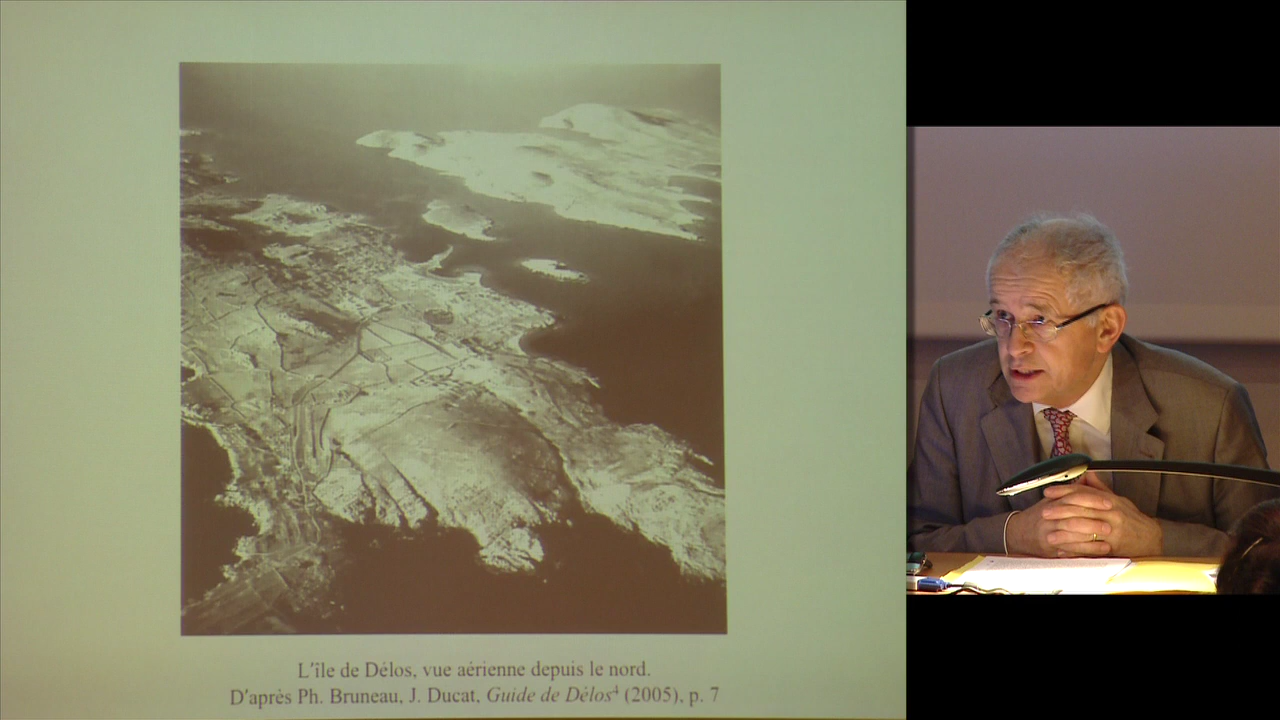 L'île de Délos, vue aérienne depuis le nord.
D'après Ph. Bruneau, J. Ducat, Guide de Délos⁴ (2005), p. 7